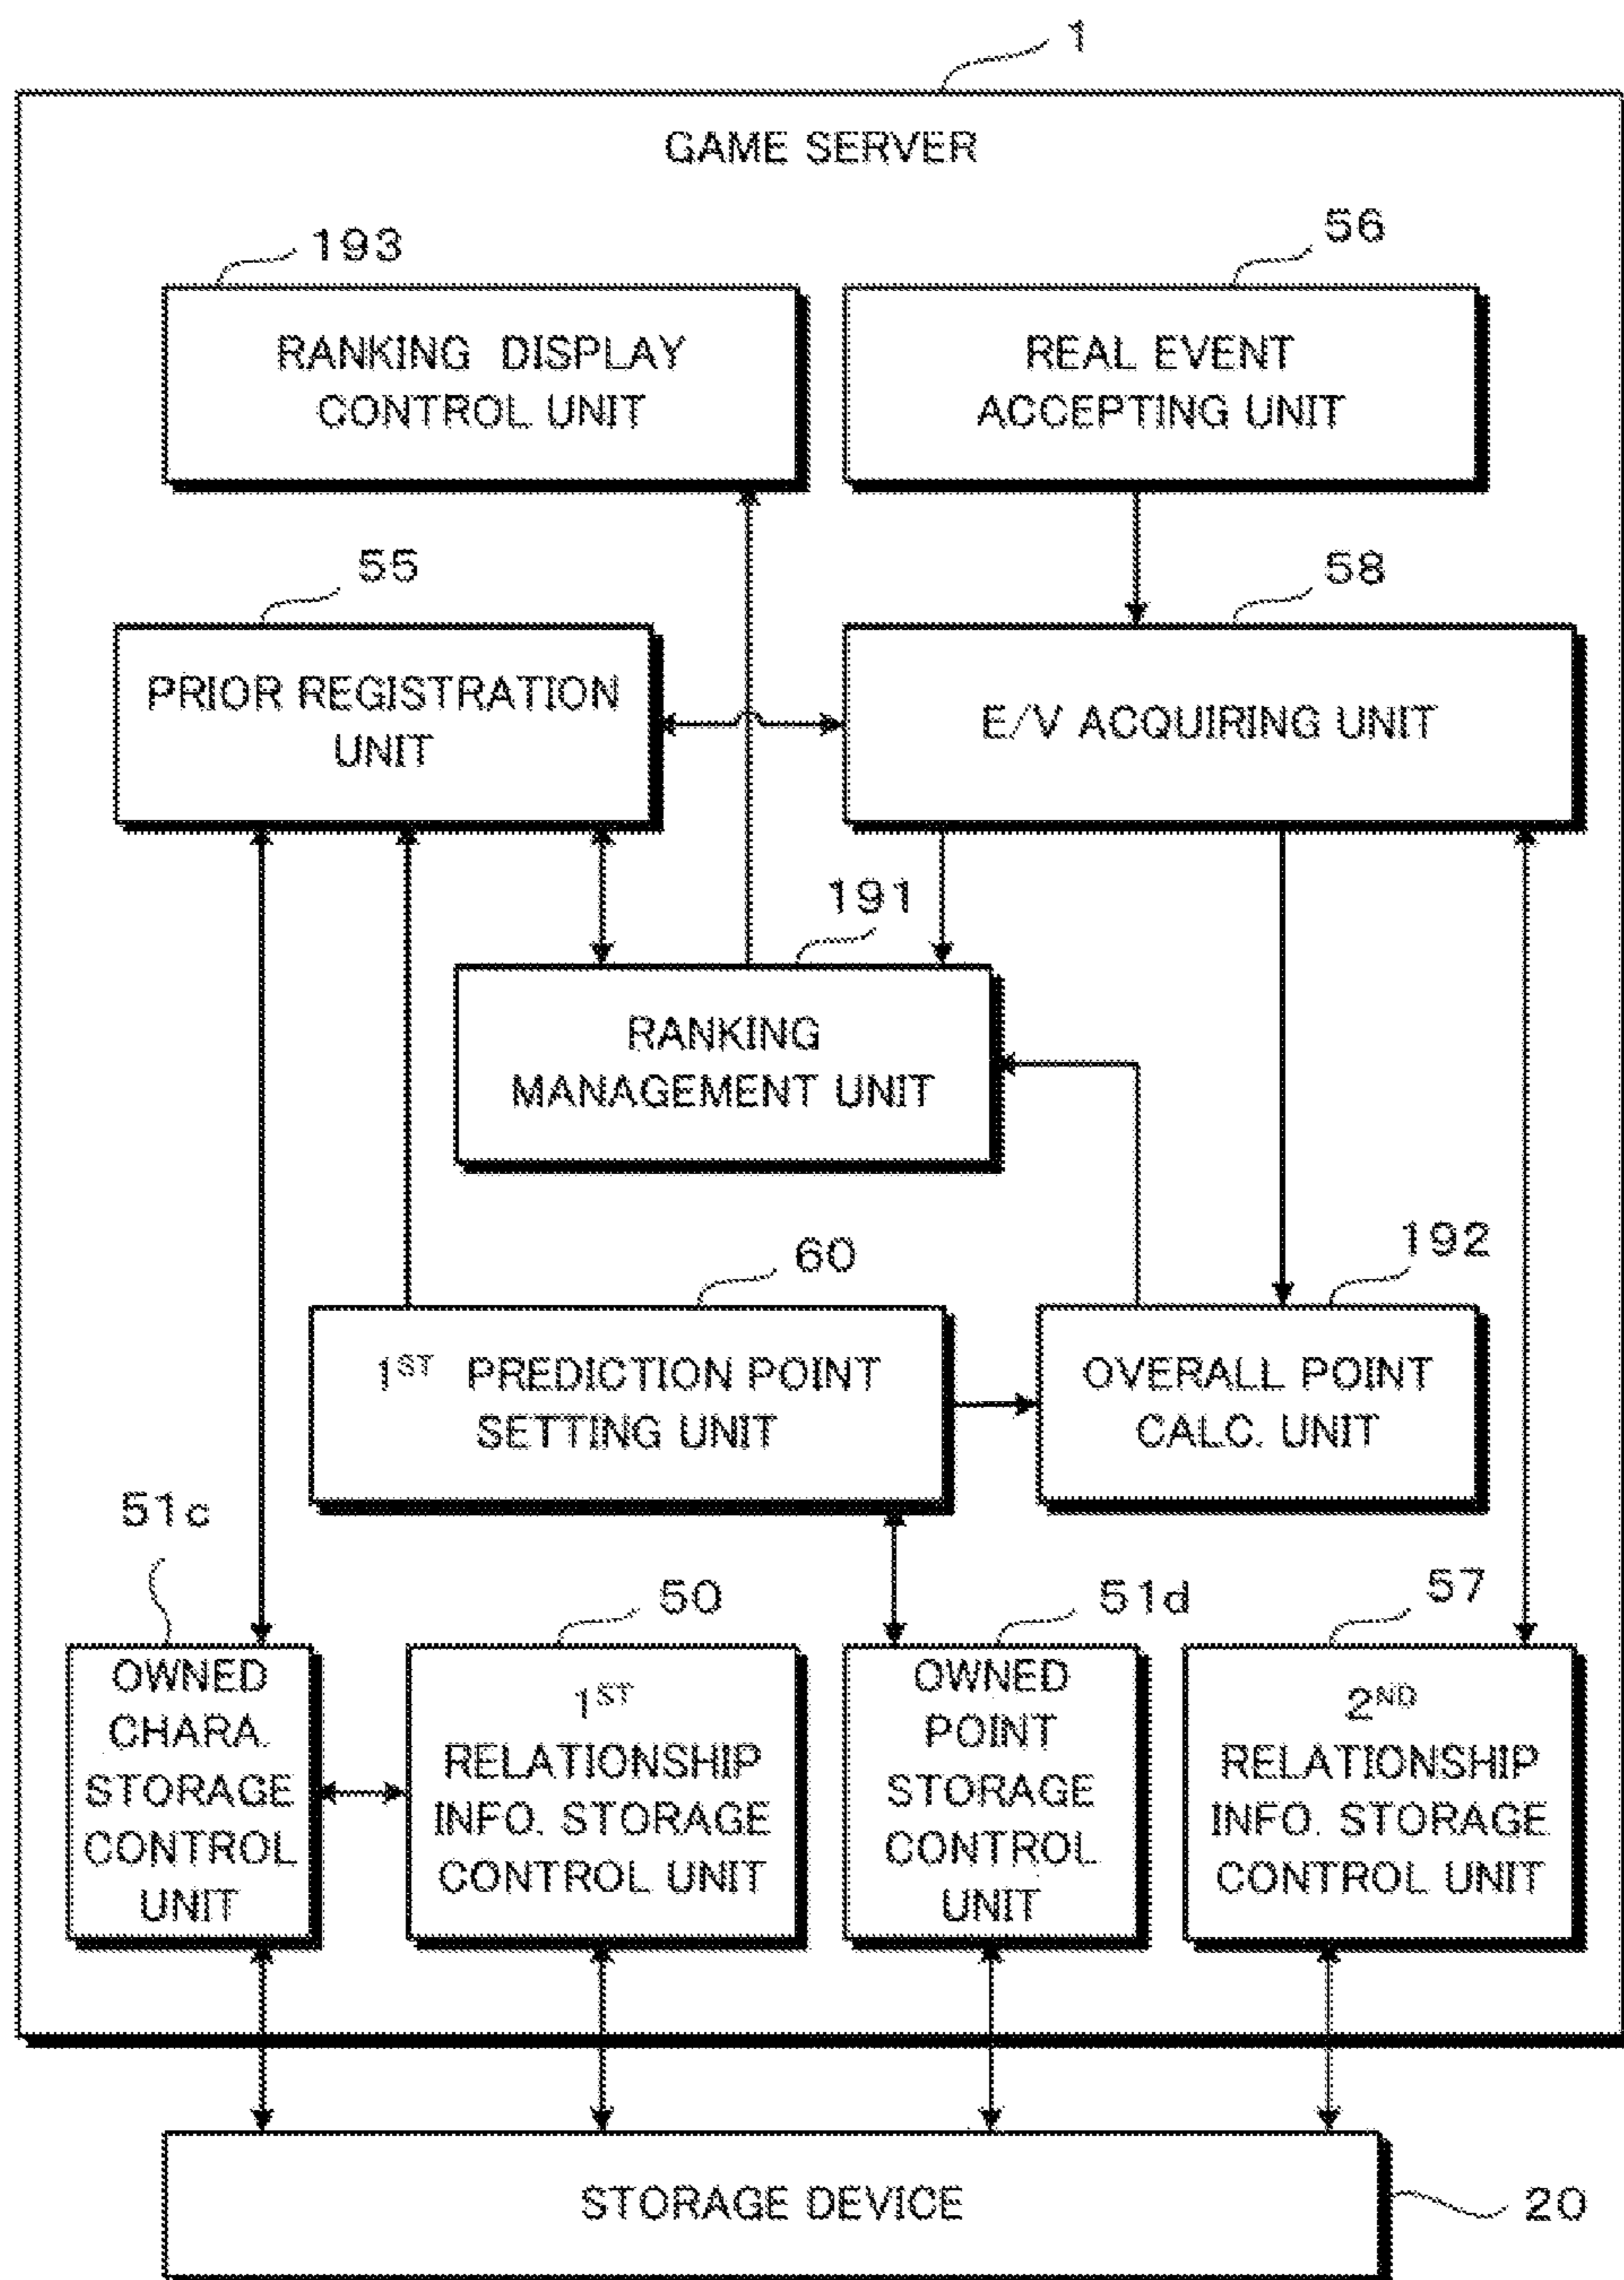 1
GAME SERVER
193
56
RANKING DISPLAY
CONTROL UNIT
REAL EVENT
ACCEPTING UNIT
55
58
PRIOR REGISTRATION
UNIT
E/V ACQUIRING UNIT
191
RANKING
MANAGEMENT UNIT
60
192
1ST PREDICTION POINT
SETTING UNIT
OVERALL POINT
CALC. UNIT
51c
50
51d
57
OWNED
CHARA.
STORAGE
CONTROL
UNIT
1ST
RELATIONSHIP
INFO. STORAGE
CONTROL UNIT
OWNED
POINT
STORAGE
CONTROL
UNIT
2ND
RELATIONSHIP
INFO. STORAGE
CONTROL UNIT
STORAGE DEVICE
20